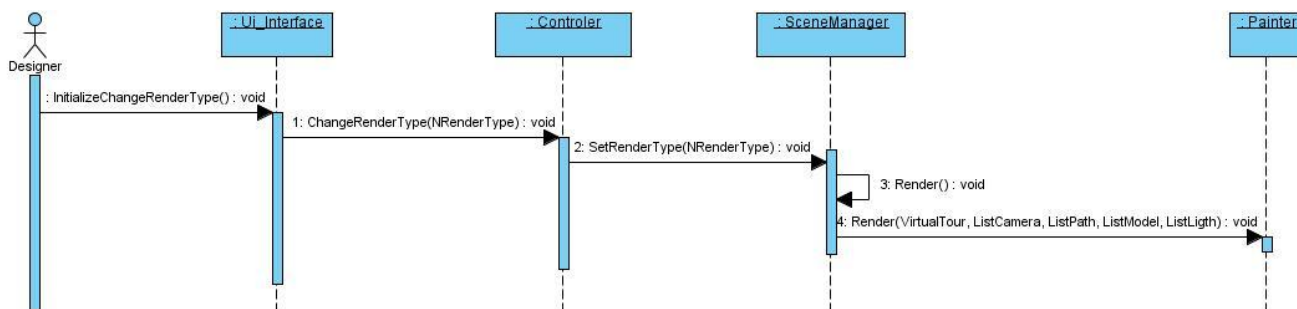 : Ui_Interface
: Controler
: SceneManager
: Painter
Designer
: InitializeChangeRenderType() : void
1: ChangeRenderType(NRenderType) : void
2: SetRenderType(NRenderType) : void
3: Render() : void
4: Render(VirtualTour, ListCamera, ListPath, ListModel, ListLigth) : void